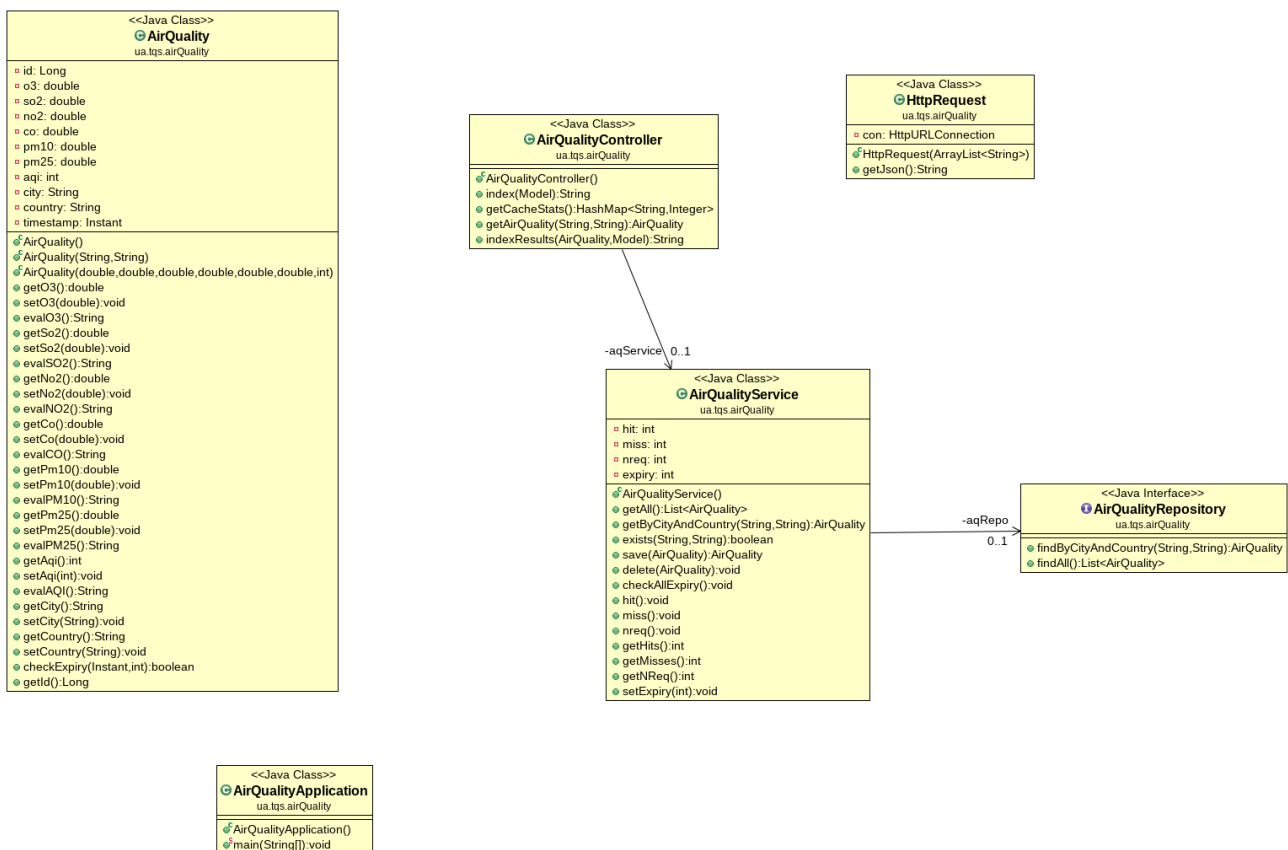 <<Java Class>>
AirQuality
ua.tqs.airQuality
id: Long
o3: double
so2: double
no2: double
co: double
pm10: double
pm25: double
aqi: int
city: String
country: String
timestamp: Instant
AirQuality()
AirQuality(String,String)
AirQuality(double,double,double,double,double,double,int)
getO3():double
setO3(double):void
evalO3():String
getSo2():double
setSo2(double):void
evalSO2():String
getNo2():double
setNo2(double):void
evalNO2():String
getCo():double
setCo(double):void
evalCO():String
getPm10():double
setPm10(double):void
evalPM10():String
getPm25():double
setPm25(double):void
evalPM25():String
getAqi():int
setAqi(int):void
evalAQI():String
getCity():String
setCity(String):void
getCountry():String
setCountry(String):void
checkExpiry(Instant,int):boolean
getId():Long
<<Java Class>>
AirQualityController
ua.tqs.airQuality
AirQualityController()
index(Model):String
getCacheStats():HashMap<String,Integer>
getAirQuality(String,String):AirQuality
indexResults(AirQuality,Model):String
<<Java Class>>
HttpRequest
ua.tqs.airQuality
con: HttpURLConnection
HttpRequest(ArrayList<String>)
getJson():String
-aqService 0..1
<<Java Class>>
AirQualityService
ua.tqs.airQuality
hit: int
miss: int
nreq: int
expiry: int
AirQualityService()
getAll():List<AirQuality>
getByCityAndCountry(String,String):AirQuality
exists(String,String):boolean
save(AirQuality):AirQuality
delete(AirQuality):void
checkAllExpiry():void
hit():void
miss():void
nreq():void
getHits():int
getMisses():int
getNReq():int
setExpiry(int):void
-aqRepo
0..1
<<Java Interface>>
AirQualityRepository
ua.tqs.airQuality
findByCityAndCountry(String,String):AirQuality
findAll():List<AirQuality>
<<Java Class>>
AirQualityApplication
ua.tqs.airQuality
AirQualityApplication()
main(String[]):void